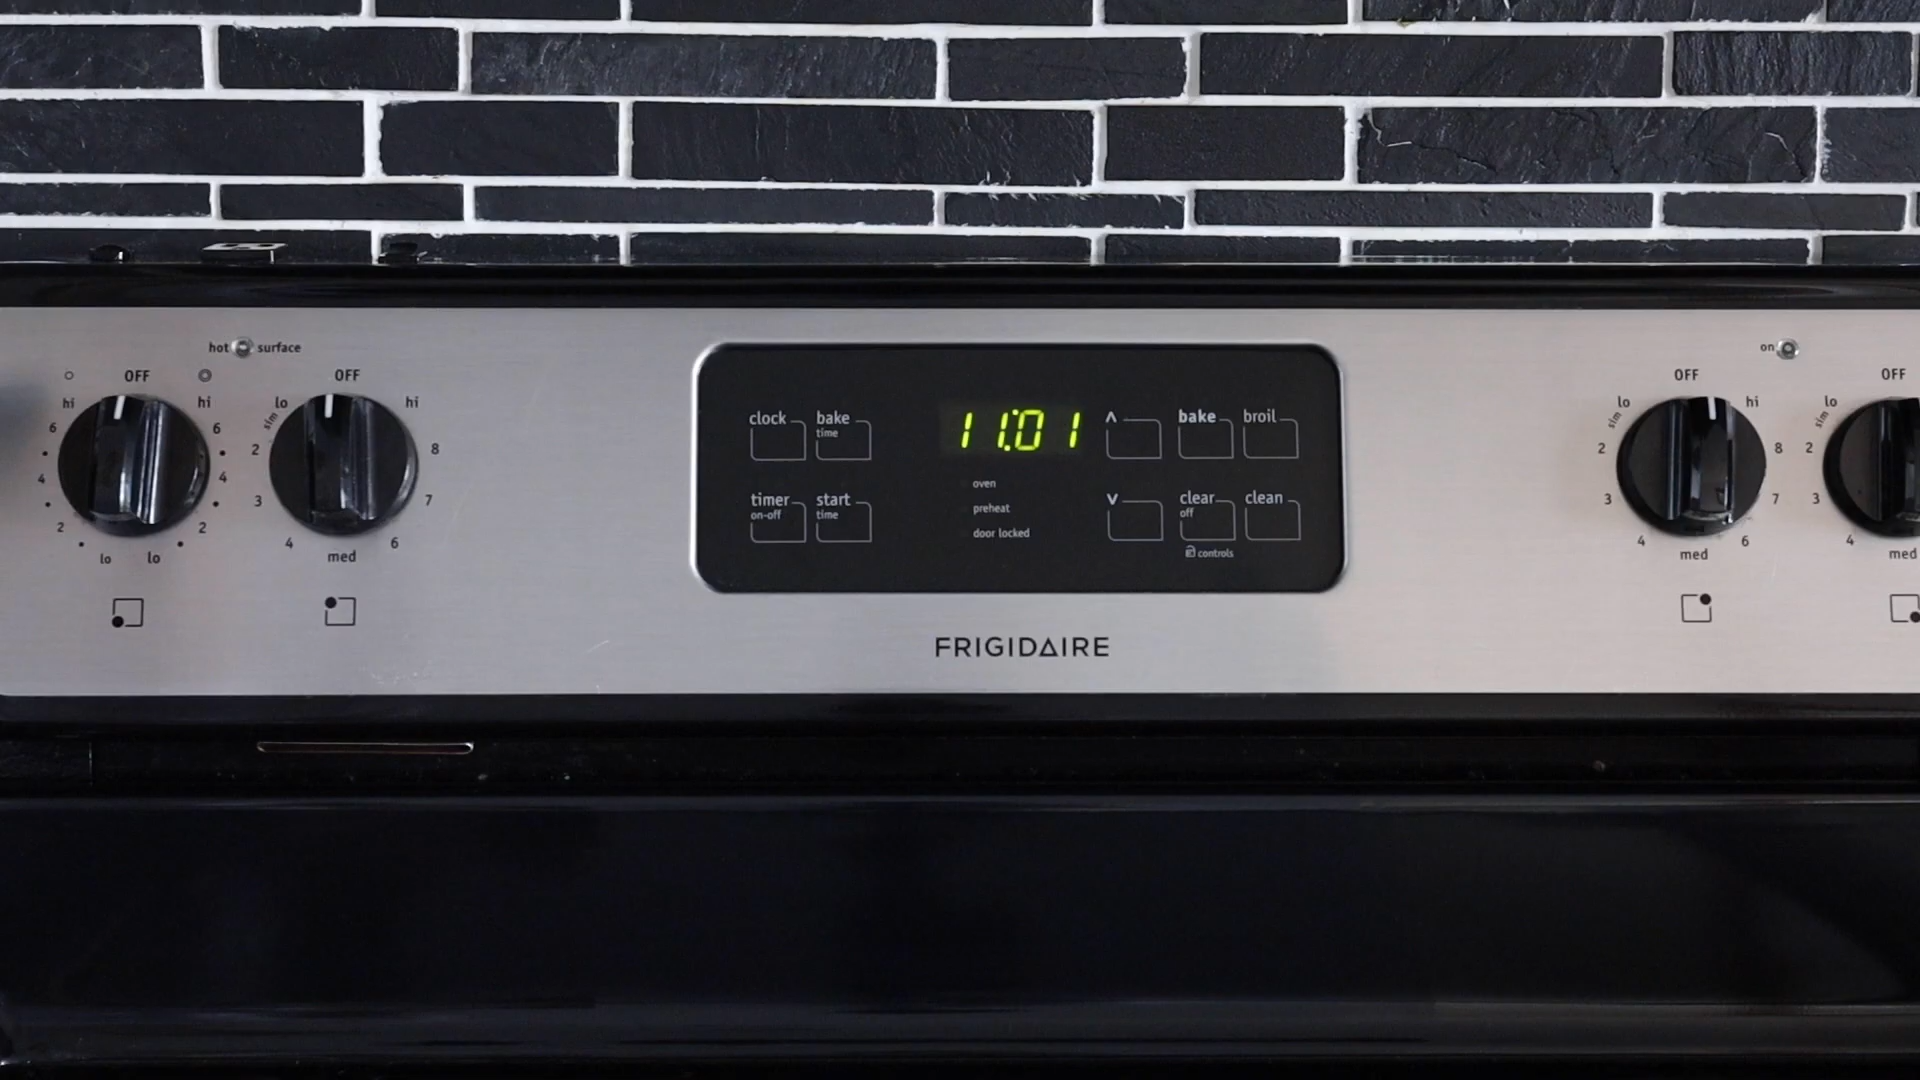 hot surface
on
OFF
hi
hi
6
6
4
4
2
2
lo
lo
OFF
lo
hi
sim
2
8
3
7
4
6
med
clock
bake
time
timer
on-off
start
time
11:01
oven
preheat
door locked
bake
broil
clear
off
clean
controls
OFF
lo
hi
sim
2
8
3
7
4
6
med
OFF
lo
sim
2
3
4
med
FRIGIDAIRE